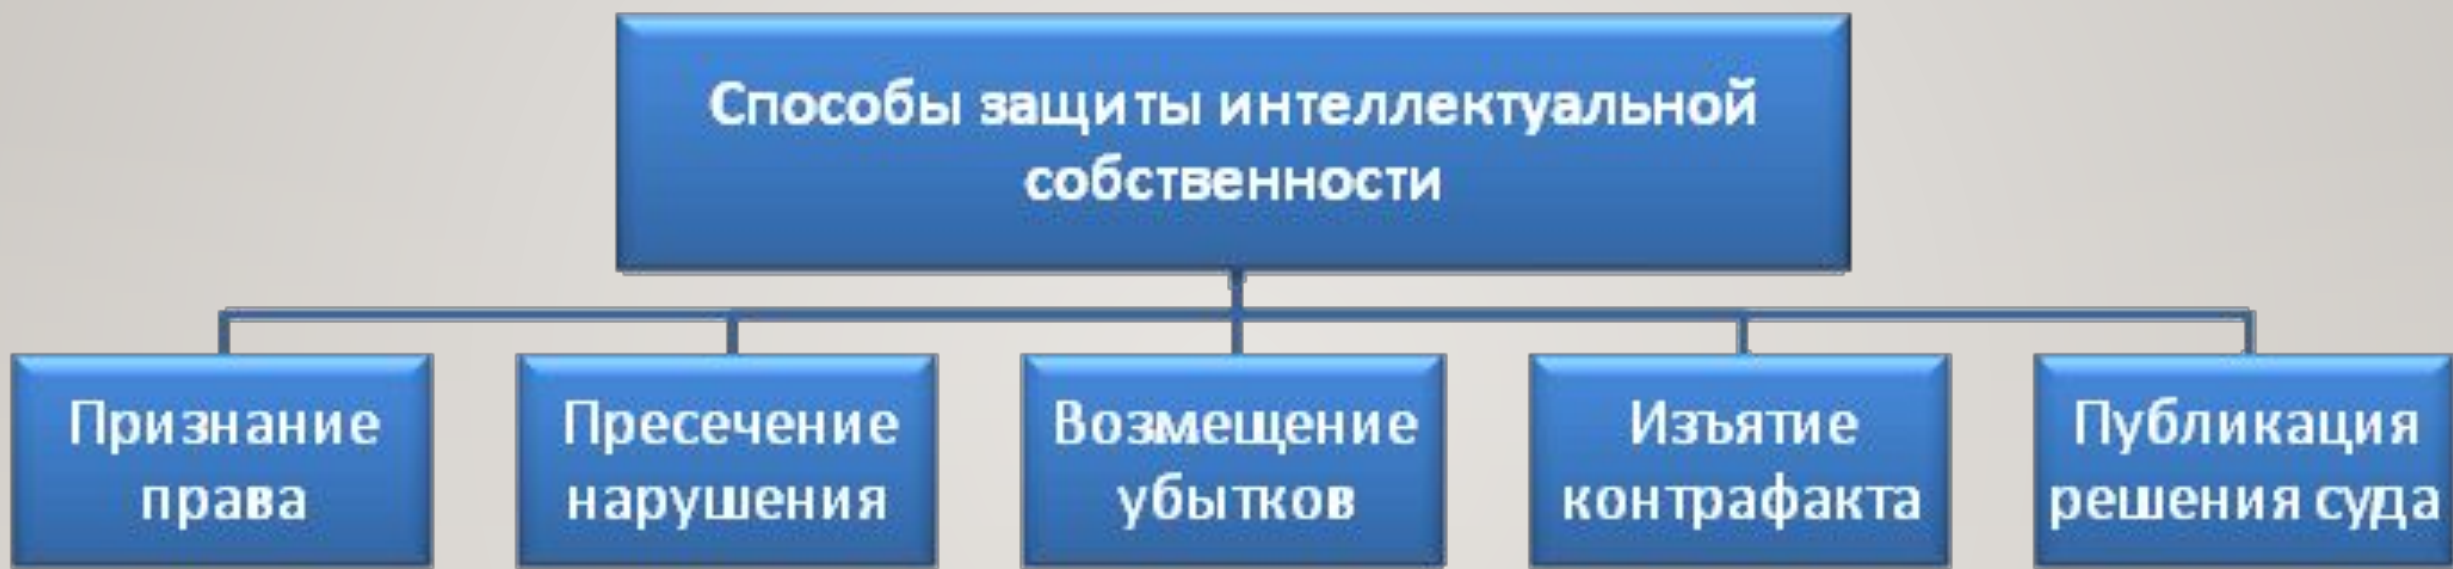 Способы защиты интеллектуальной
собственности
Признание
права
Пресечение
нарушения
Возмещение
убытков
Изъятие
контрафакта
Публикация
решения суда